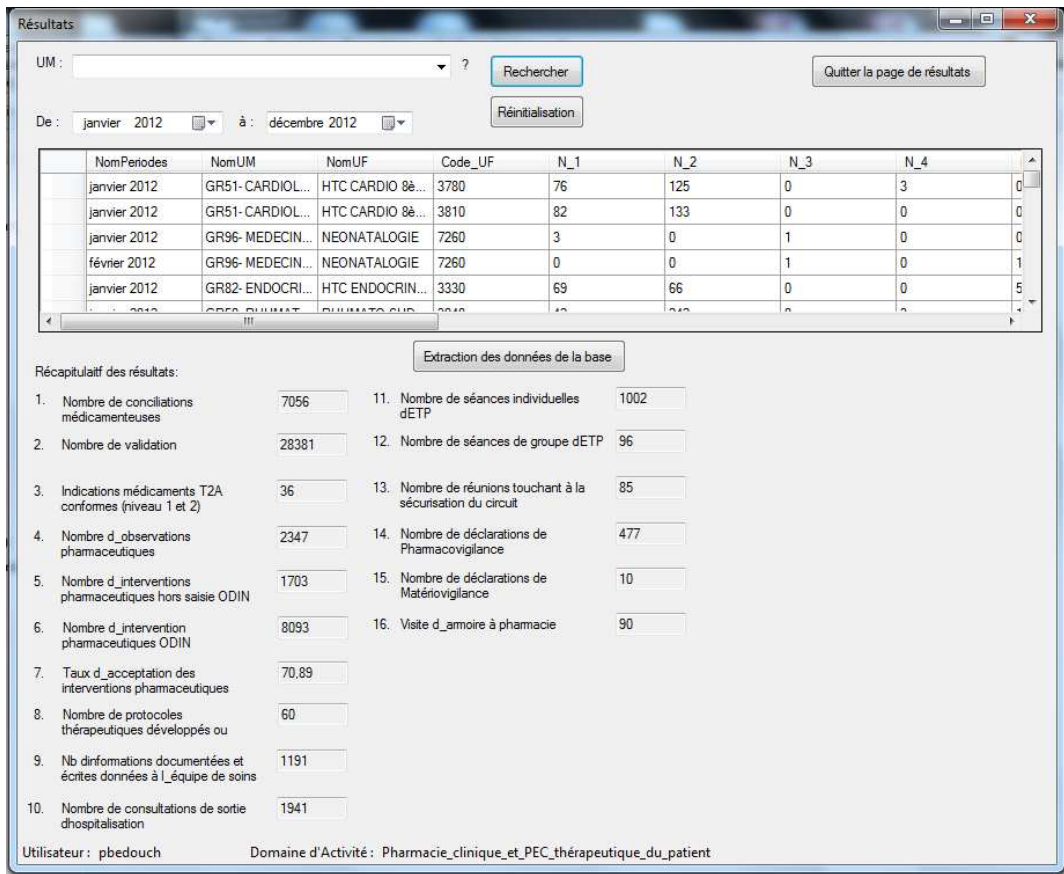 Résultats
UM : ? Rechercher Quitter la page de résultats
Réinitialisation
De : janvier 2012 à : décembre 2012
NomPeriodes NomUM NomUF Code_UF N_1 N_2 N_3 N_4
janvier 2012 GR51- CARDIOL... HTC CARDIO 8è... 3780 76 125 0 3 0
janvier 2012 GR51- CARDIOL... HTC CARDIO 8è... 3810 82 133 0 0 0
janvier 2012 GR96- MEDECIN... NEONATALOGIE 7260 3 0 1 0 0
février 2012 GR96- MEDECIN... NEONATALOGIE 7260 0 0 1 0 1
janvier 2012 GR82- ENDOCRI... HTC ENDOCRIN... 3330 69 66 0 0 5
Extraction des données de la base
Récapitulaitf des résultats:
1. Nombre de conciliations
médicamenteuses
7056
2. Nombre de validation 28381
3. Indications médicaments T2A
conformes (niveau 1 et 2)
36
4. Nombre d_observations
pharmaceutiques
2347
5. Nombre d_interventions
pharmaceutiques hors saisie ODIN
1703
6. Nombre d_intervention
pharmaceutiques ODIN
8093
7. Taux d_acceptation des
interventions pharmaceutiques
70,89
8. Nombre de protocoles
thérapeutiques développés ou
60
9. Nb dinformations documentées et
écrites données à l_équipe de soins
1191
10. Nombre de consultations de sortie
dhospitalisation
1941
11. Nombre de séances individuelles
dETP
1002
12. Nombre de séances de groupe dETP 96
13. Nombre de réunions touchant à la
sécurisation du circuit
85
14. Nombre de déclarations de
Pharmacovigilance
477
15. Nombre de déclarations de
Matériovigilance
10
16. Visite d_armoire à pharmacie 90
Utilisateur : pbedouch Domaine d'Activité : Pharmacie_clinique_et_PEC_thérapeutique_du_patient